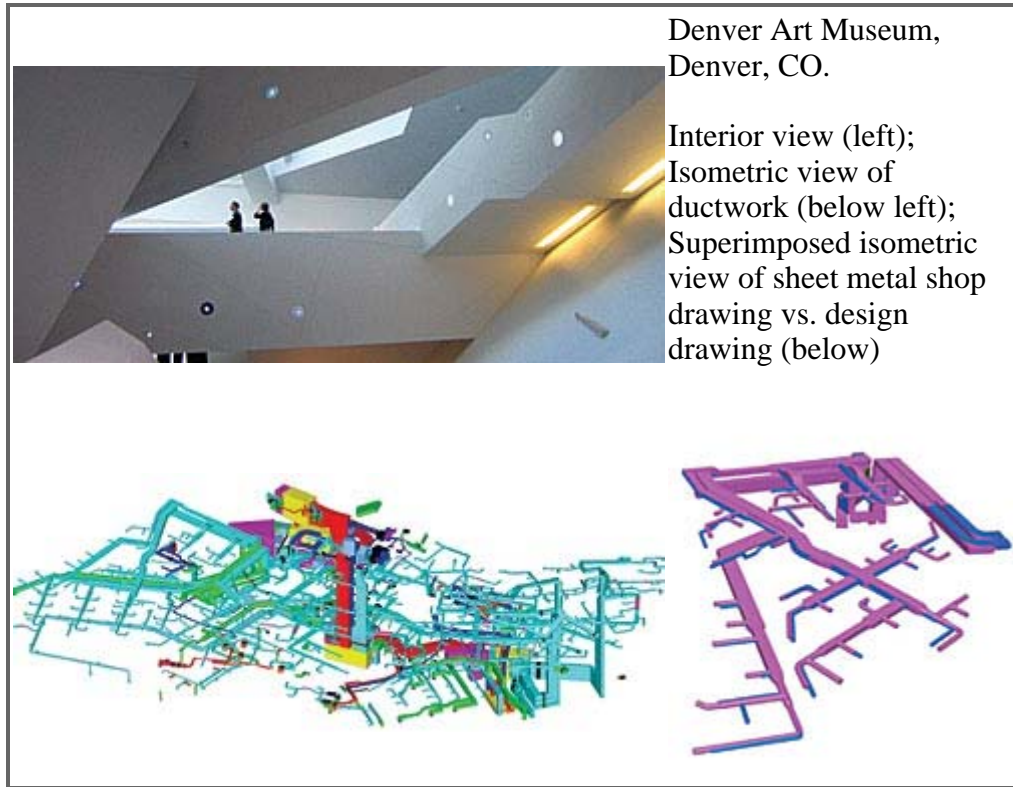 Denver Art Museum,
Denver, CO.
Interior view (left);
Isometric view of
ductwork (below left);
Superimposed isometric
view of sheet metal shop
drawing vs. design
drawing (below)